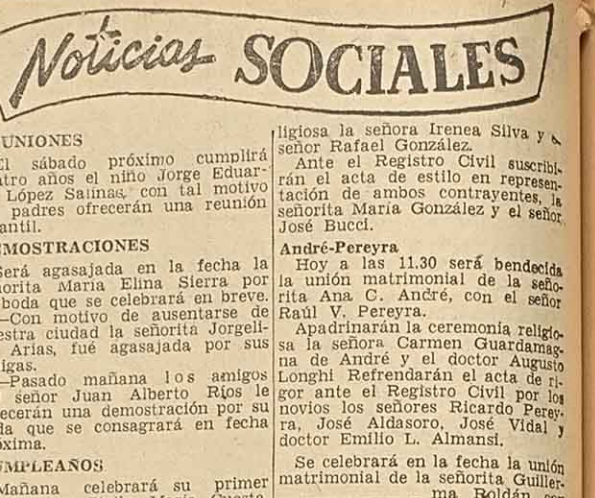 Noticias SOCIALES
UNIONES
El sábado próximo cumplirá
atro años el niño Jorge Eduar-
López Salinas, con tal motivo
padres ofrecerán una reunión
antil.
MOSTRACIONES
Será agasajada en la fecha la
orita María Elina Sierra por
boda que se celebrará en breve.
—Con motivo de ausentarse de
estra ciudad la señorita Jorgeli-
Arias, fué agasajada por sus
igas.
—Pasado mañana los amigos
señor Juan Alberto Ríos le
ecerán una demostración por su
da que se consagrará en fecha
óxima.
UMPLEAÑOS
Mañana celebrará su primer
ligiosa la señora Irenea Silva y
señor Rafael González.
Ante el Registro Civil suscribi-
rán el acta de estilo en represen-
tación de ambos contrayentes, la
señorita María González y el señor
José Bucci.
André-Pereyra
Hoy a las 11.30 será bendecida
la unión matrimonial de la seño-
rita Ana C. André, con el señor
Raúl V. Pereyra.
Apadrinarán la ceremonia religio-
sa la señora Carmen Guardamag-
na de André y el doctor Augusto
Longhi Refrendarán el acta de ri-
gor ante el Registro Civil por los
novios los señores Ricardo Perey-
ra, José Aldasoro, José Vidal y
doctor Emilio L. Almansi.
Se celebrará en la fecha la unión
matrimonial de la señorita Guiller-
ma Roldán con